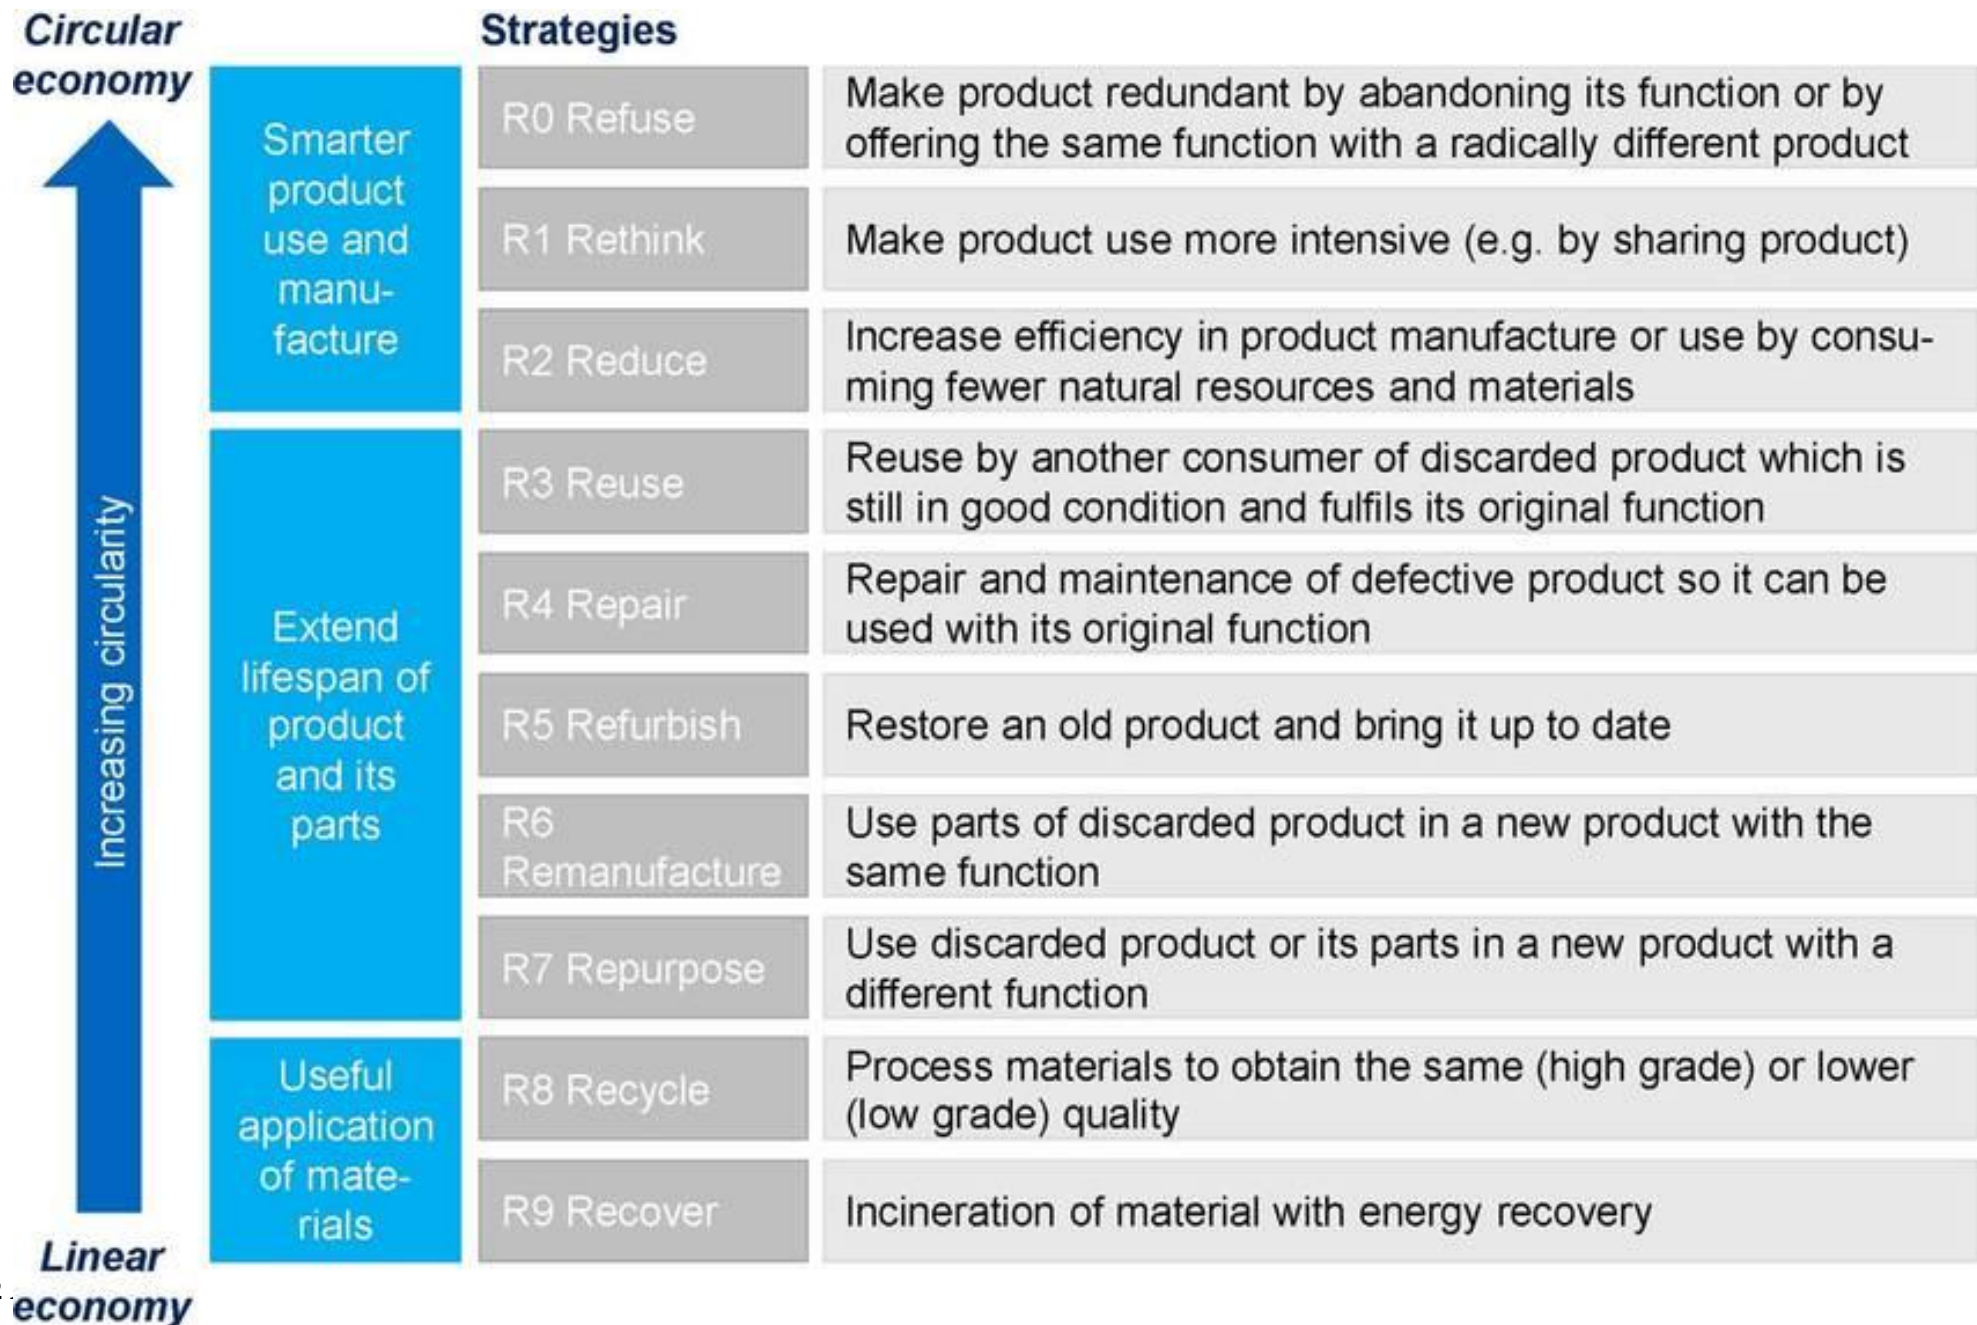 Circular
economy
Strategies
Smarter
product
use and
manu-
facture
R0 Refuse
Make product redundant by abandoning its function or by
offering the same function with a radically different product
R1 Rethink
Make product use more intensive (e.g. by sharing product)
R2 Reduce
Increase efficiency in product manufacture or use by consu-
ming fewer natural resources and materials
Increasing circularity
Extend
lifespan of
product
and its
parts
R3 Reuse
Reuse by another consumer of discarded product which is
still in good condition and fulfils its original function
R4 Repair
Repair and maintenance of defective product so it can be
used with its original function
R5 Refurbish
Restore an old product and bring it up to date
R6
Remanufacture
Use parts of discarded product in a new product with the
same function
R7 Repurpose
Use discarded product or its parts in a new product with a
different function
Useful
application
of mate-
rials
R8 Recycle
Process materials to obtain the same (high grade) or lower
(low grade) quality
R9 Recover
Incineration of material with energy recovery
Linear
economy